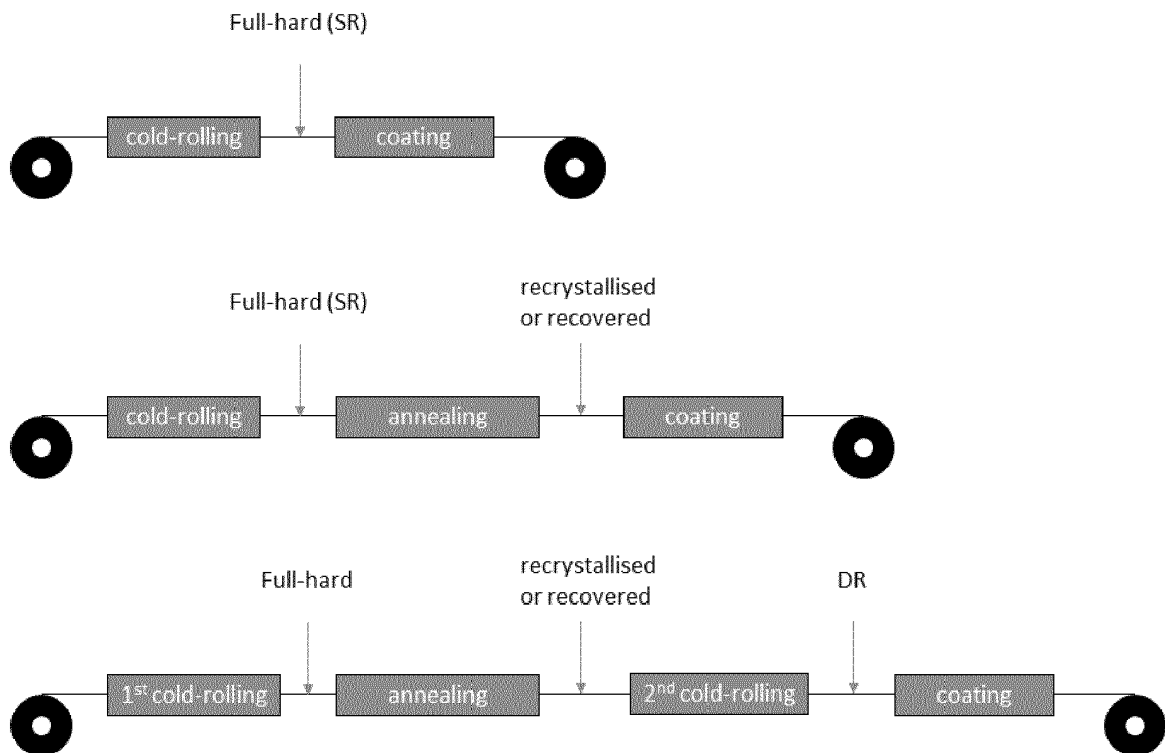 Full-hard (SR)
cold-rolling
coating
Full-hard (SR)
recrystallised
or recovered
cold-rolling
annealing
coating
Full-hard
recrystallised
or recovered
DR
1st cold-rolling
annealing
2nd cold-rolling
coating